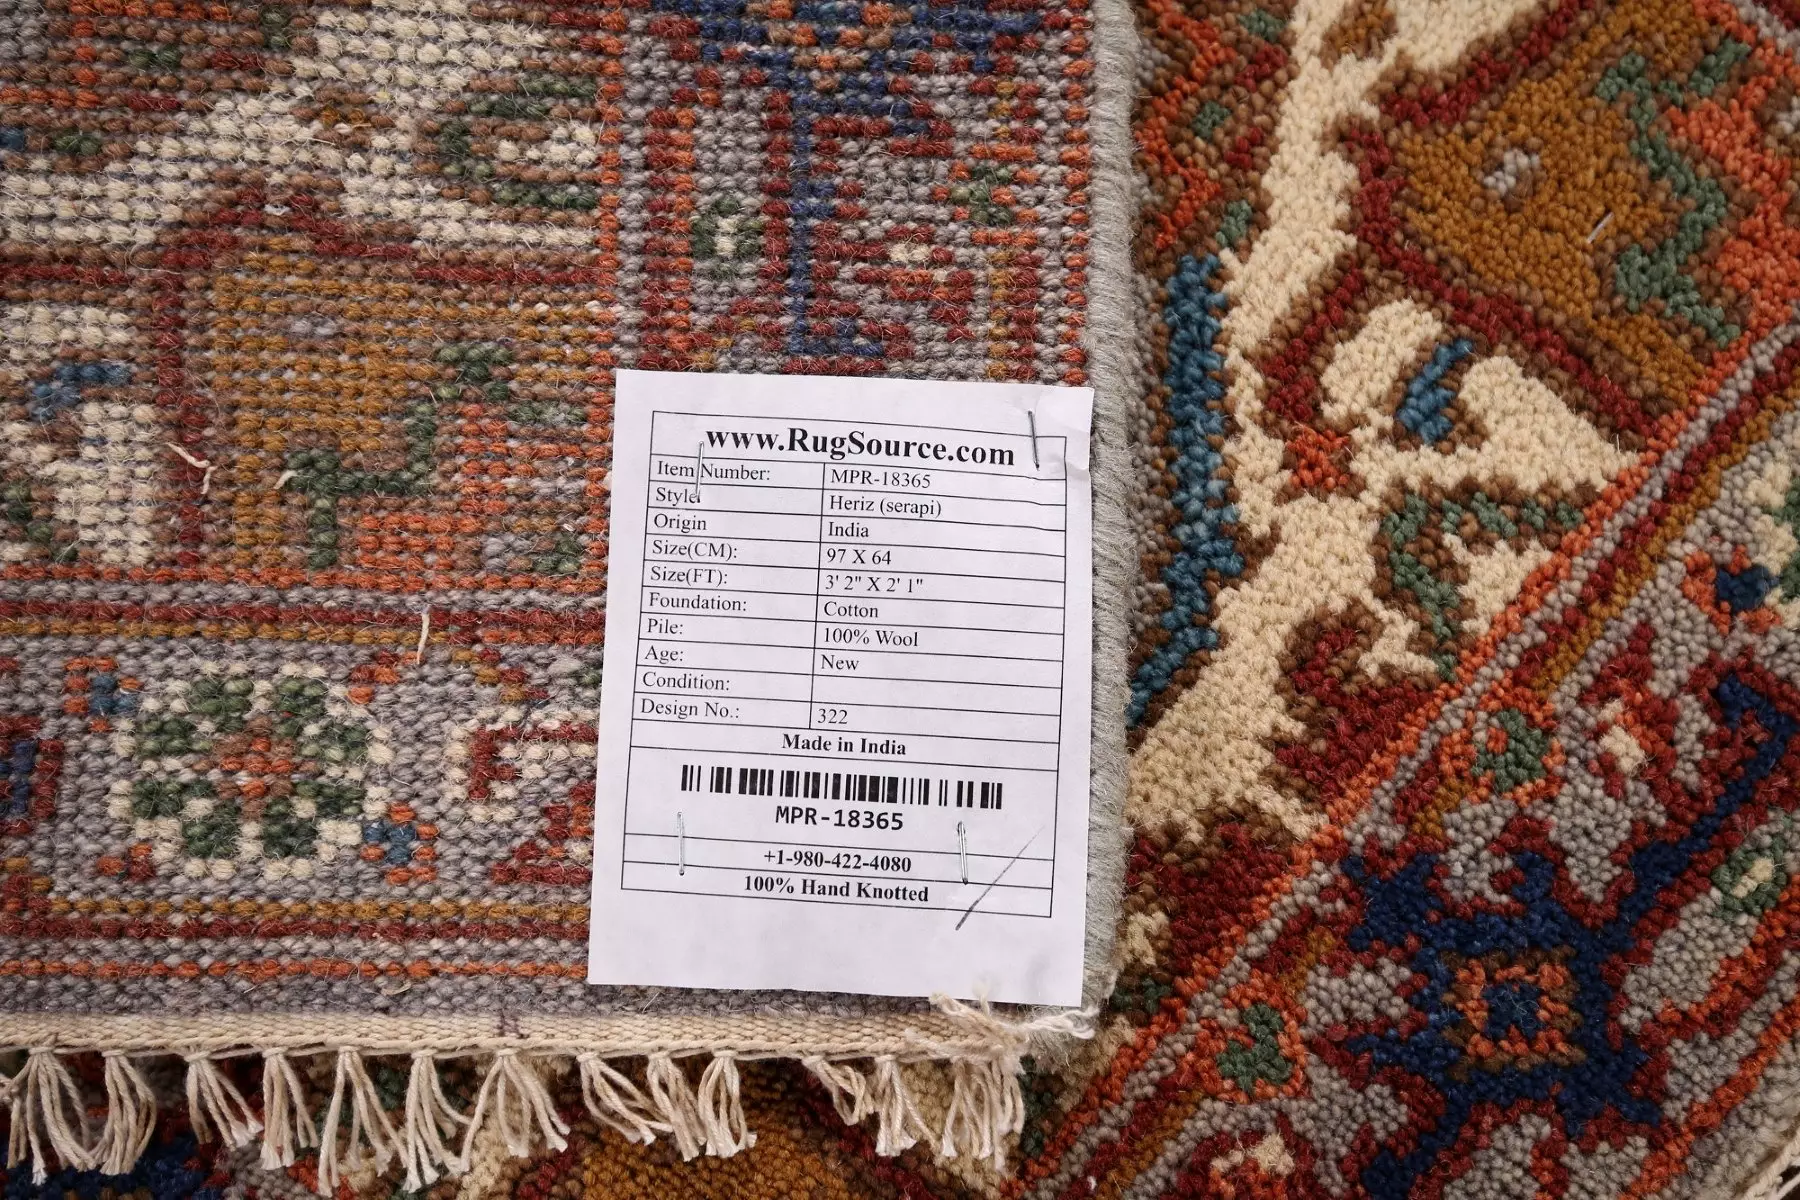 www.RugSource.com
Item Number: MPR-18365
Style Heriz (serapi)
Origin India
Size(CM): 97 X 64
Size(FT): 3' 2" X 2' 1"
Foundation: Cotton
Pile: 100% Wool
Age: New
Condition:
Design No.: 322
Made in India
MPR-18365
+1-980-422-4080
100% Hand Knotted